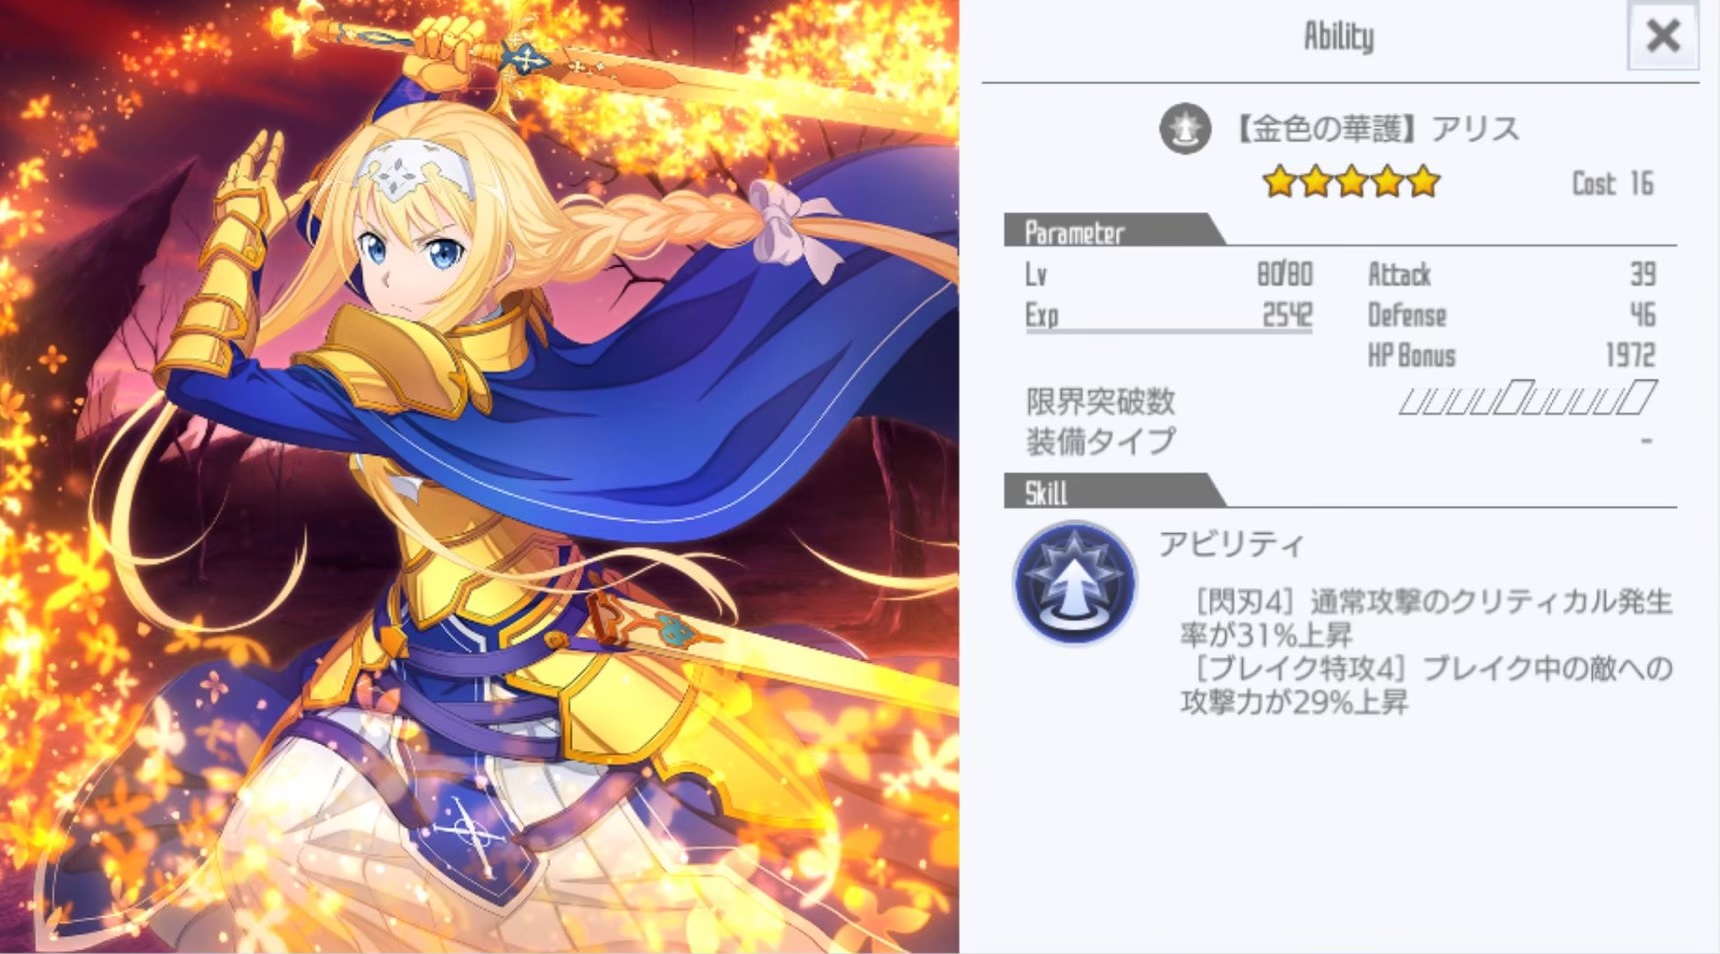 Ability
【金色の華護】アリス
Cost 16
Parameter
Lv 80/80 Attack 39
Exp 2542 Defense 46
HP Bonus 1972
限界突破数
装備タイプ -
Skill
アビリティ
［閃刃4］通常攻撃のクリティカル発生
率が31%上昇
［ブレイク特攻4］ブレイク中の敵への
攻撃力が29%上昇